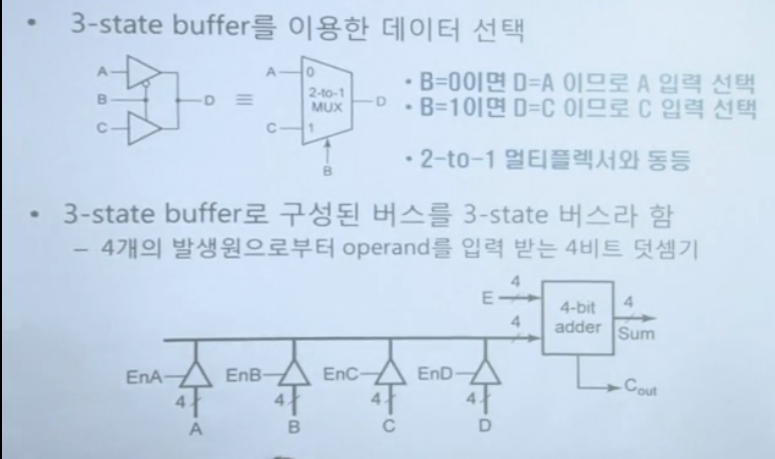 • 3-state buffer를 이용한 데이터 선택
A
B
C
D
≡
A
0
2-to-1
MUX
C
1
D
B
• B=0이면 D=A 이므로 A 입력 선택
• B=1이면 D=C 이므로 C 입력 선택
• 2-to-1 멀티플렉서와 동등
• 3-state buffer로 구성된 버스를 3-state 버스라 함
– 4개의 발생원으로부터 operand를 입력 받는 4비트 덧셈기
E
4
4
4-bit
adder
4
Sum
Cout
EnA
EnB
EnC
EnD
4
4
4
4
A
B
C
D